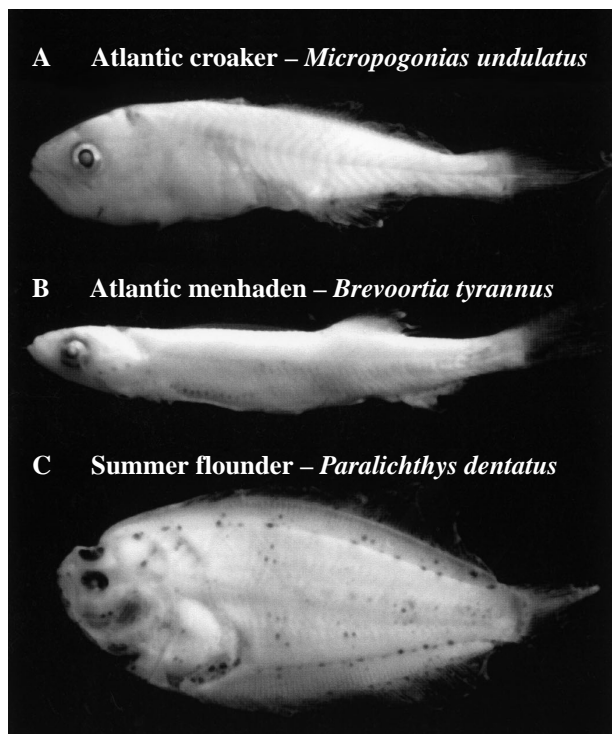 A Atlantic croaker – Micropogonias undulatus
B Atlantic menhaden – Brevoortia tyrannus
C Summer flounder – Paralichthys dentatus